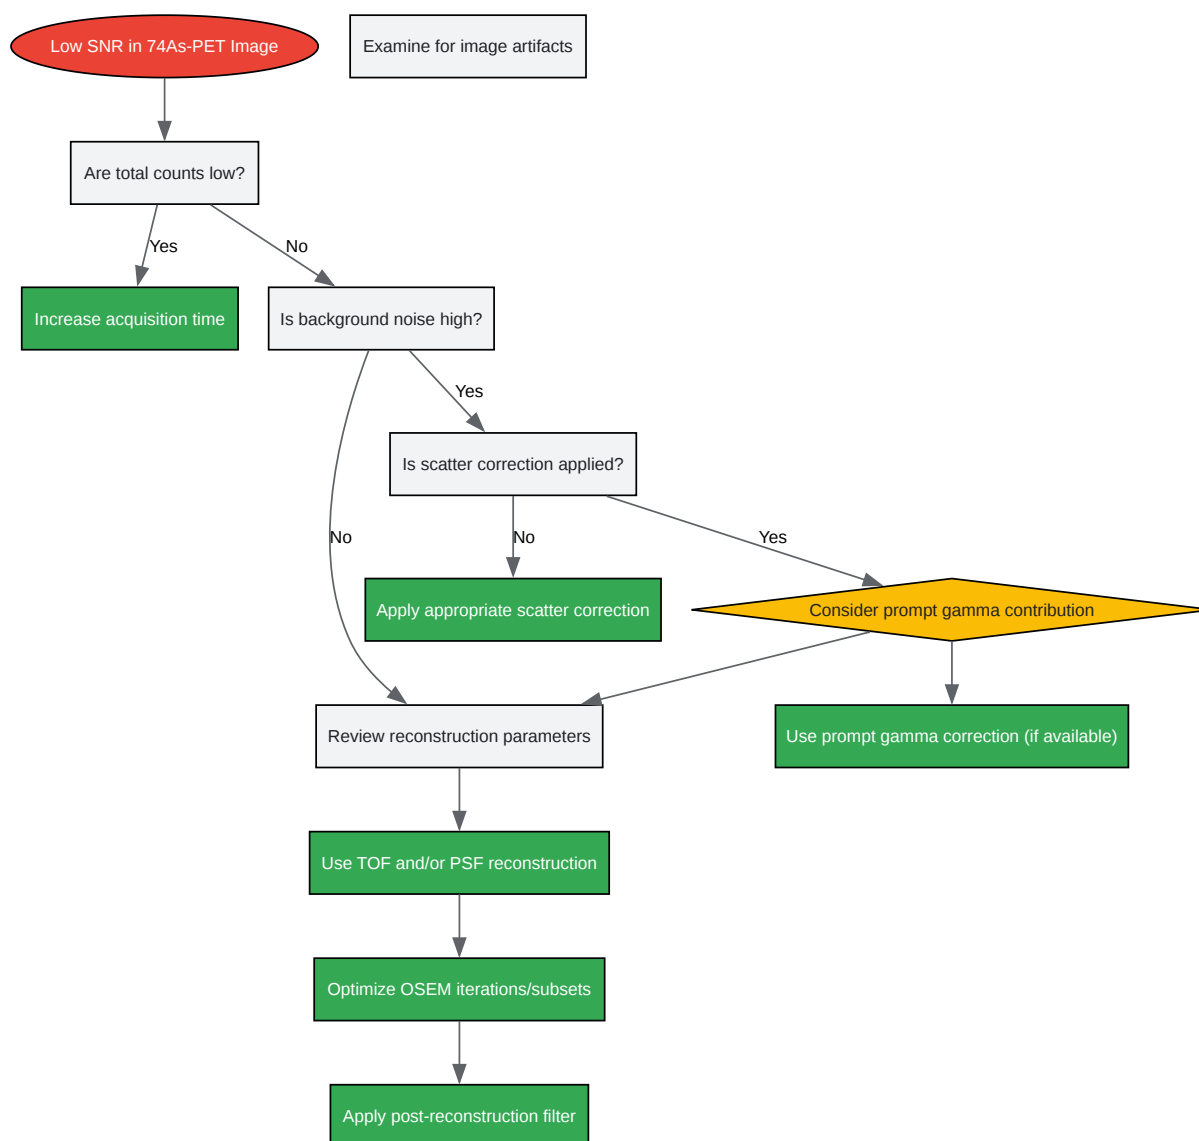 Low SNR in 74As-PET Image
Examine for image artifacts
Are total counts low?
Yes
No
Increase acquisition time
Is background noise high?
Yes
Is scatter correction applied?
No
No
Yes
Apply appropriate scatter correction
Consider prompt gamma contribution
Review reconstruction parameters
Use prompt gamma correction (if available)
Use TOF and/or PSF reconstruction
Optimize OSEM iterations/subsets
Apply post-reconstruction filter